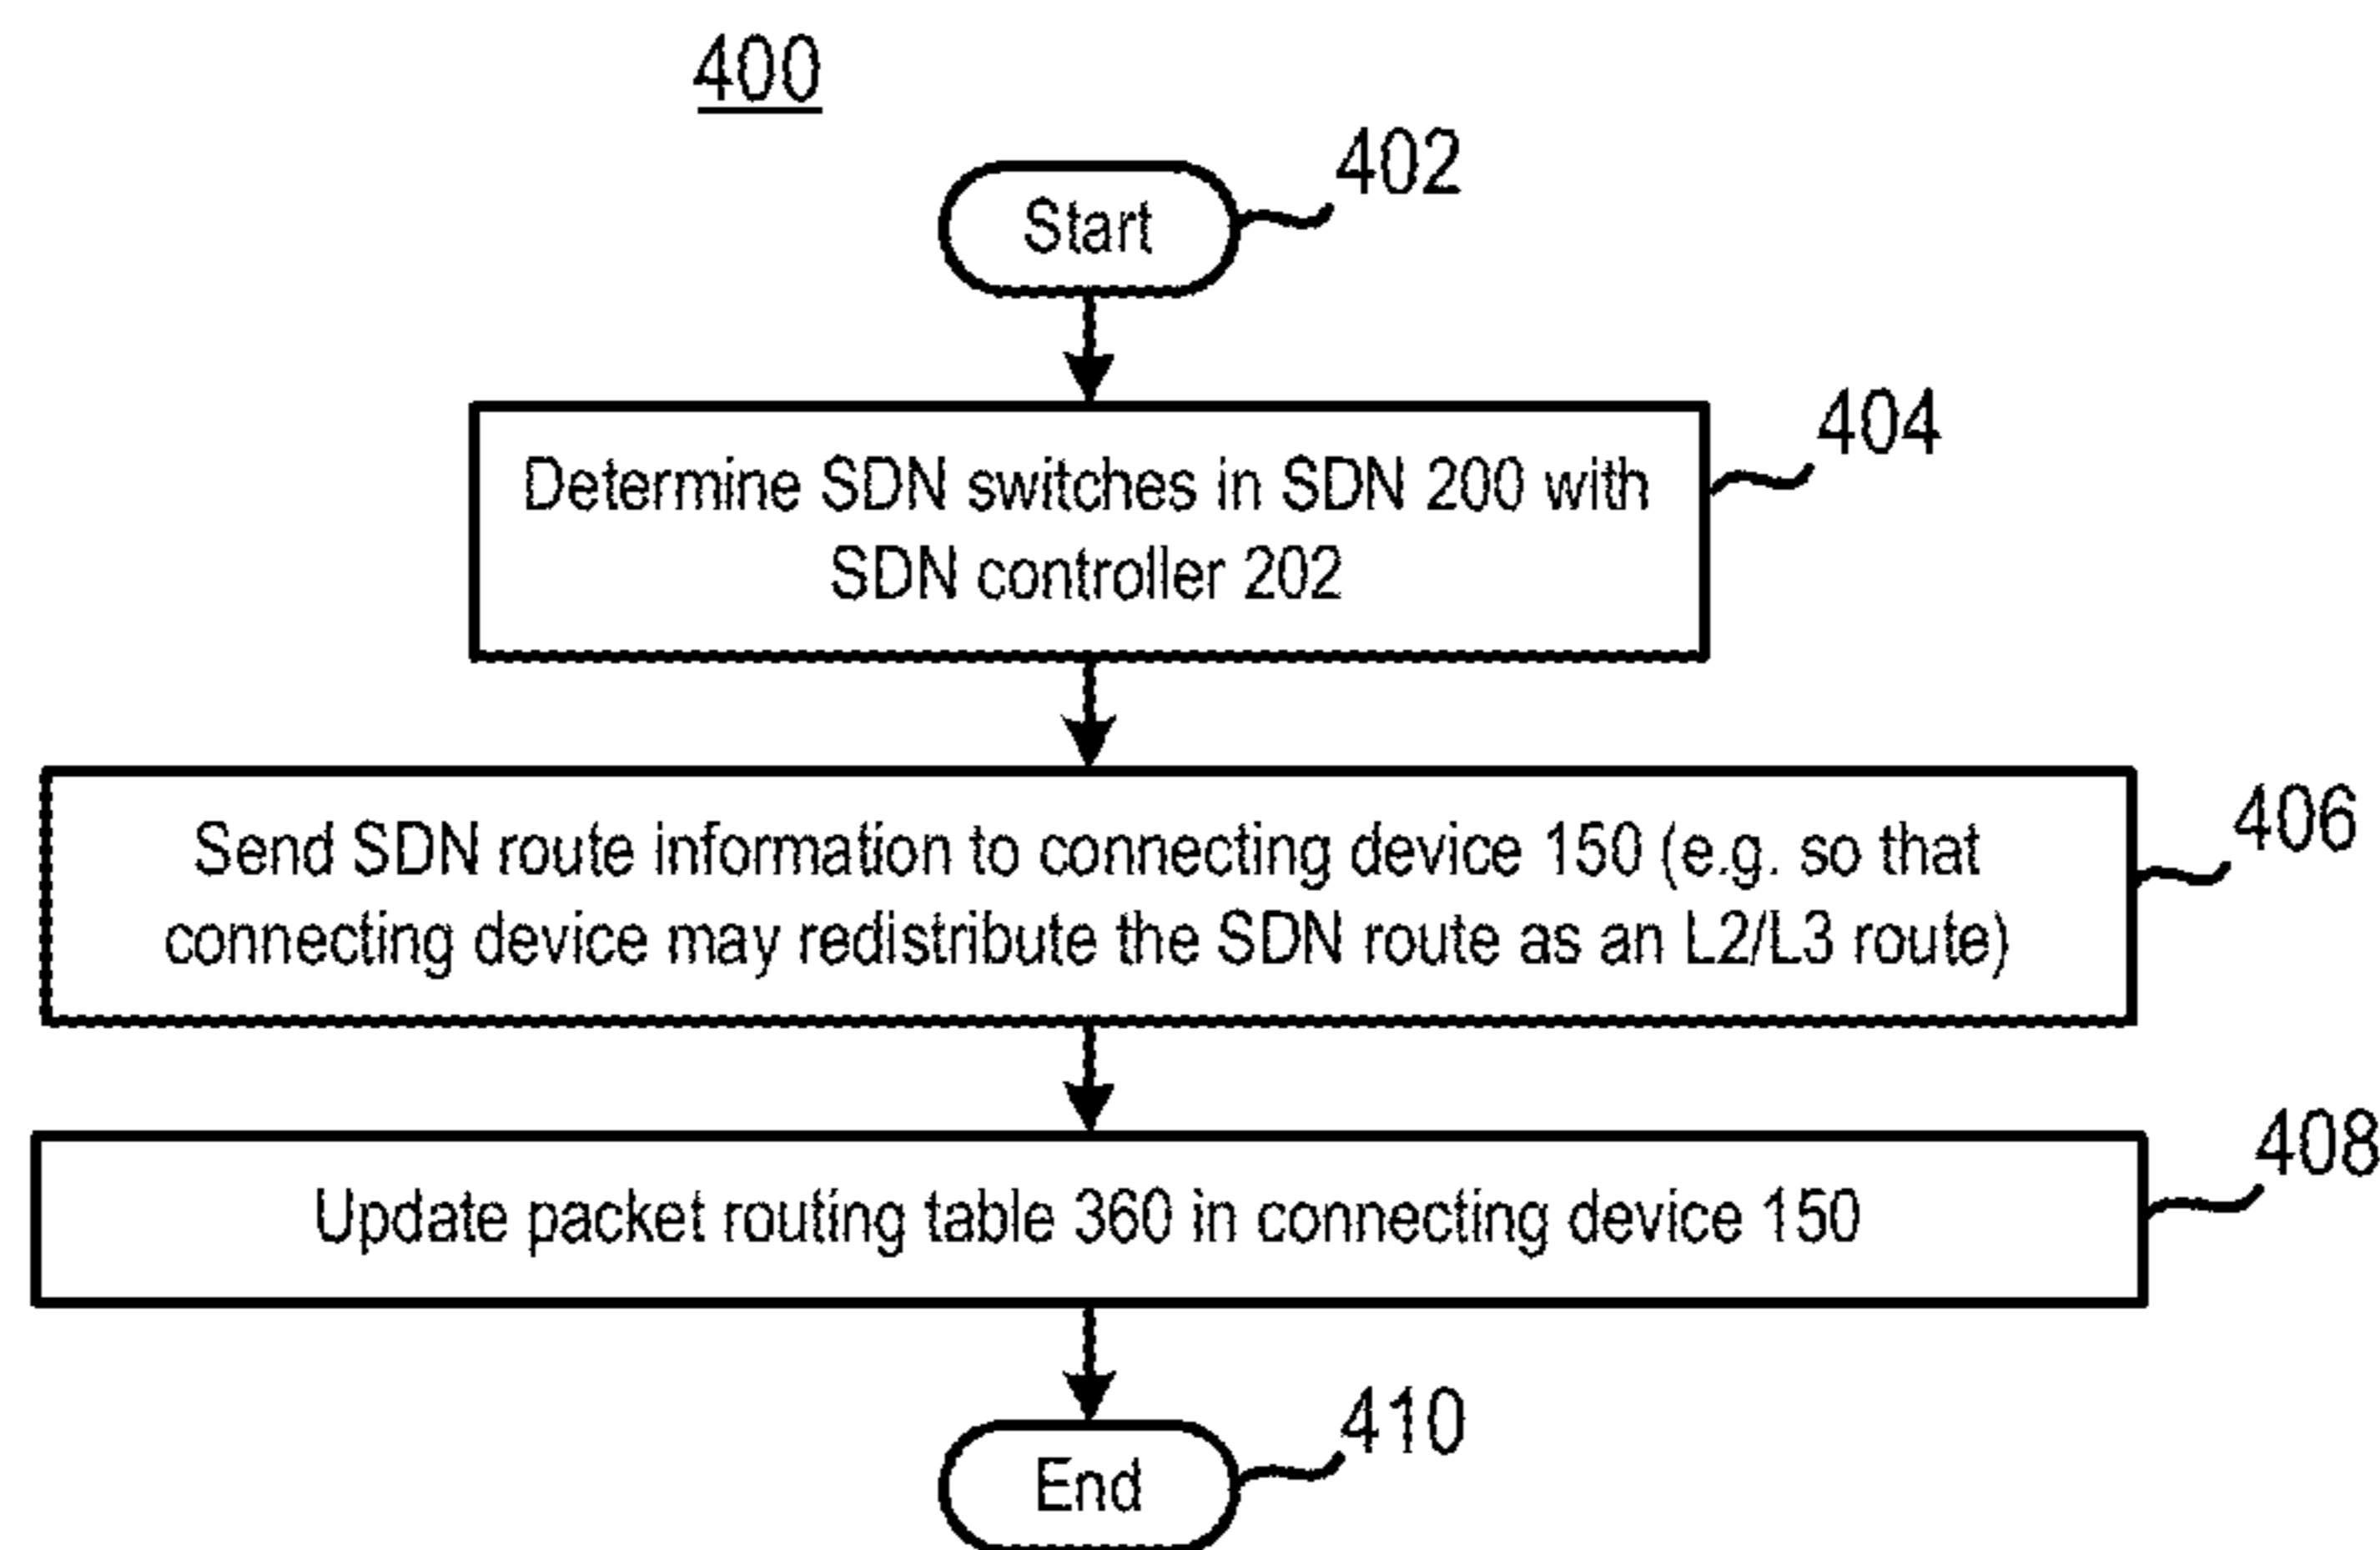 400
402
Start
404
Determine SDN switches in SDN 200 with
SDN controller 202
406
Send SDN route information to connecting device 150 (e.g. so that
connecting device may redistribute the SDN route as an L2/L3 route)
408
Update packet routing table 360 in connecting device 150
410
End